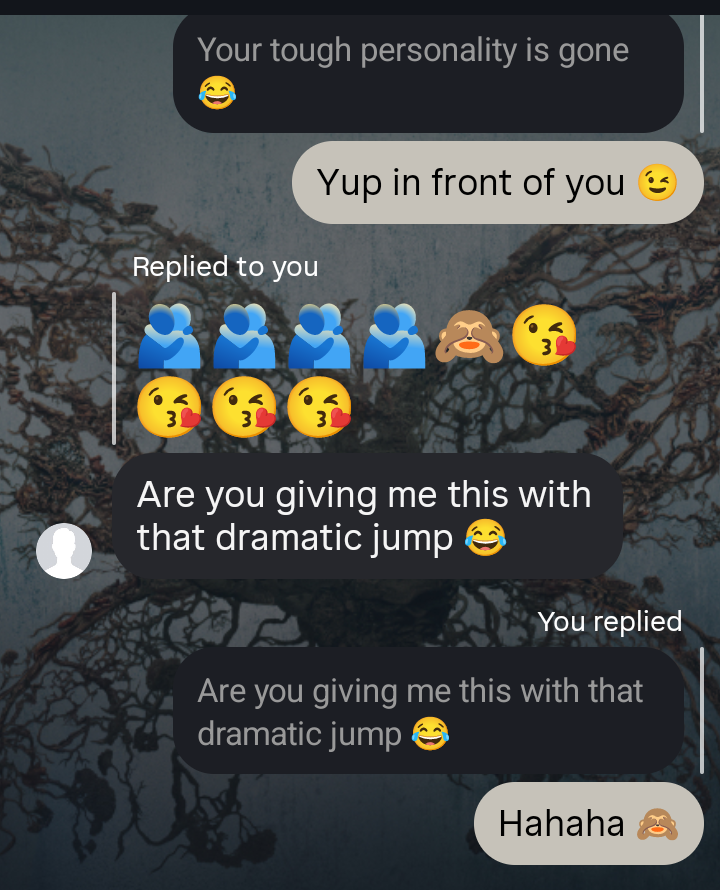 Your tough personality is gone
😂
Yup in front of you 😉
Replied to you
🫂🫂🫂🫂🙈😘
😘😘😘
Are you giving me this with
that dramatic jump 😂
You replied
Are you giving me this with that
dramatic jump 😂
Hahaha 🙈